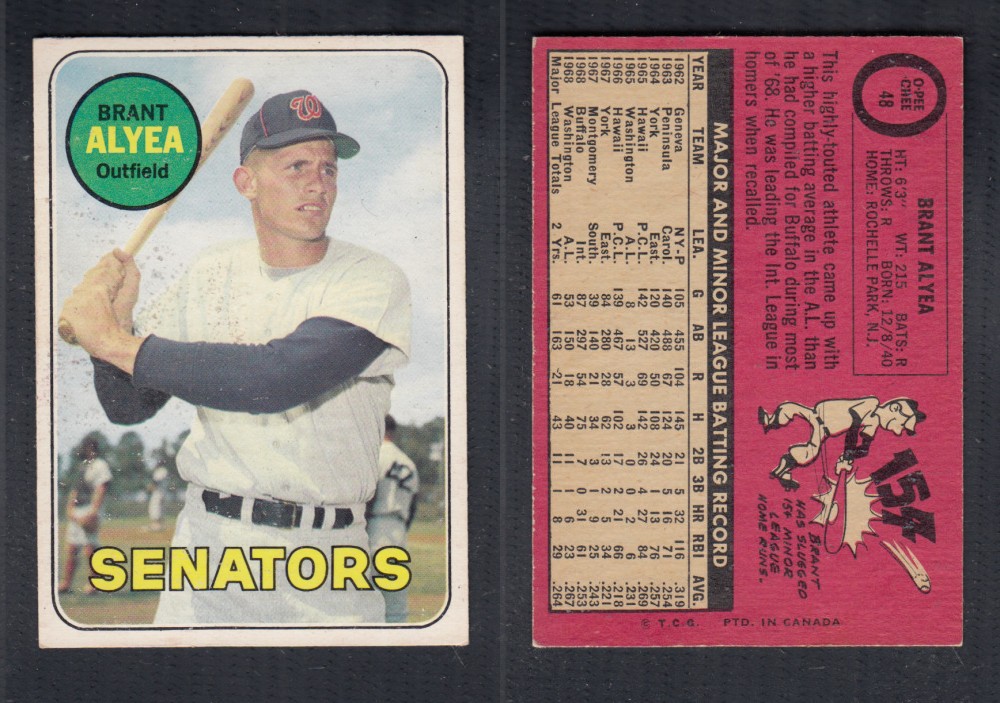 BRANT
ALYEA
Outfield
W
SENATORS
O-PEE-
CHEE
48
BRANT ALYEA
HT: 6'3" WT: 215 BATS: R
THROWS: R BORN: 12/8/40
HOME: ROCHELLE PARK, N.J.
This highly-touted athlete came up with
a higher batting average in the A.L. than
he had compiled for Buffalo during most
of '68. He was leading the Int. League in
homers when recalled.
154
BRANT
HAS SLUGGED
154 MINOR
LEAGUE
HOME RUNS.
MAJOR AND MINOR LEAGUE BATTING RECORD
YEAR TEAM LEA. G AB R H 2B 3B HR RBI AVG.
1962 Geneva NY-P 105 455 104 145 21 5 32 116 .319
1963 Peninsula Carol. 140 488 67 124 20 5 16 71 .254
1964 York East. 120 420 50 108 24 1 13 76 .257
1965 Hawaii P.C.L. 142 527 69 142 26 4 27 84 .269
1965 Washington A.L. 8 13 3 3 0 0 2 6 .231
1966 Hawaii P.C.L. 139 467 57 102 17 2 22 66 .218
1967 York East. 84 280 28 62 13 2 5 34 .221
1967 Montgomery South. 39 140 21 34 3 1 9 25 .243
1968 Buffalo Int. 87 297 54 75 7 0 31 61 .253
1968 Washington A.L. 53 150 18 40 11 1 6 23 .267
Major League Totals 2 Yrs. 61 163 21 43 11 1 8 29 .264
© T.C.G. PTD. IN CANADA